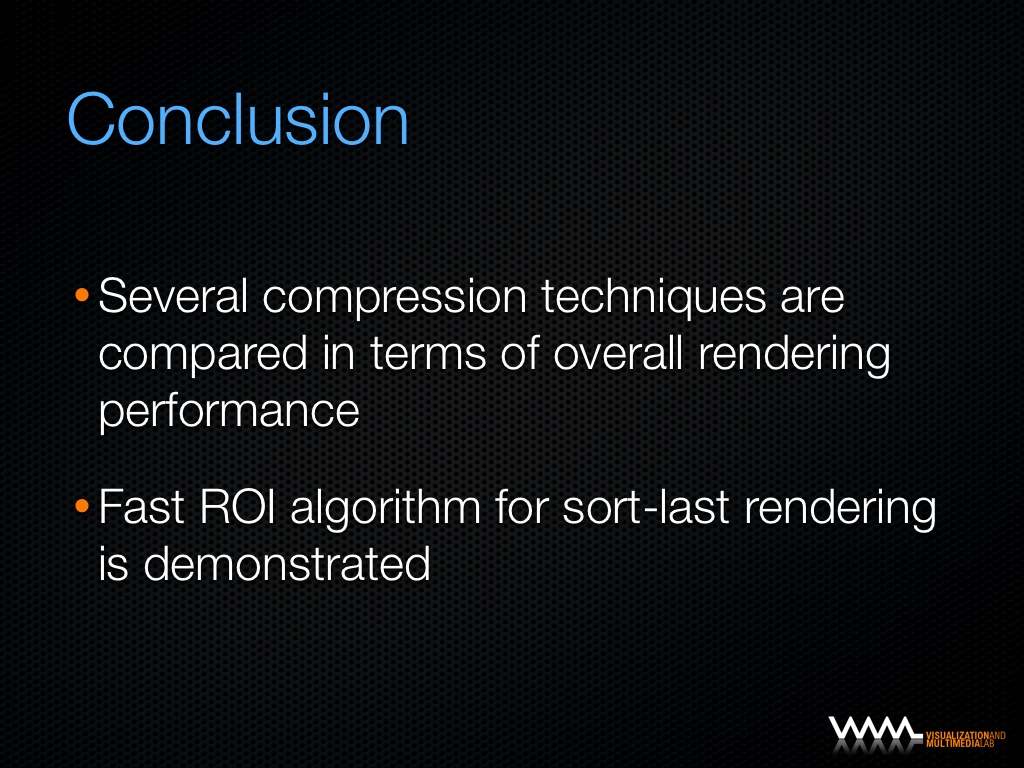 Conclusion
•Several compression techniques are
compared in terms of overall rendering
performance
•Fast ROI algorithm for sort-last rendering
is demonstrated
VISUALIZATIONAND
MULTIMEDIALAB